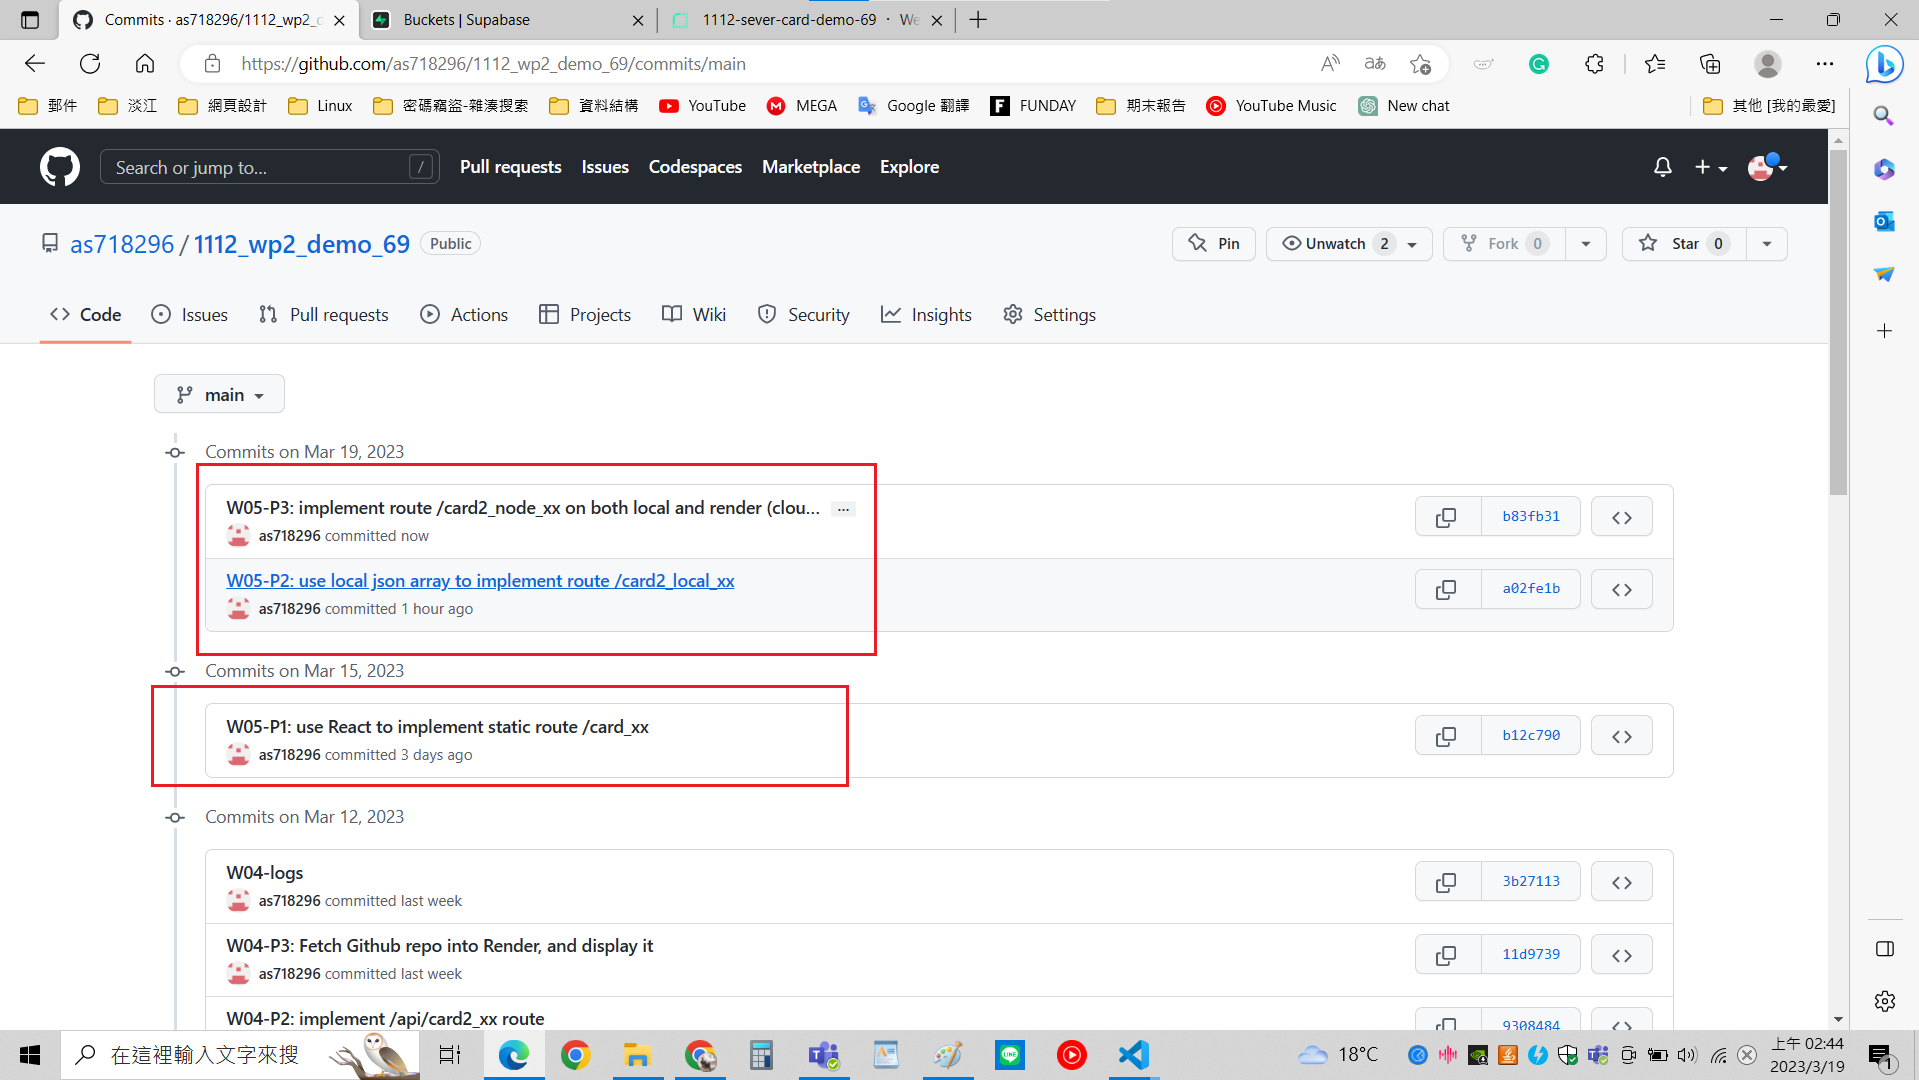 Commits · as718296/1112_wp2_d
Buckets | Supabase
1112-sever-card-demo-69 · We
https://github.com/as718296/1112_wp2_demo_69/commits/main
郵件
淡江
網頁設計
Linux
密碼竊盜-雜湊搜索
資料結構
YouTube
MEGA
Google 翻譯
FUNDAY
期末報告
YouTube Music
New chat
其他 [我的最愛]
Search or jump to...
/
Pull requests
Issues
Codespaces
Marketplace
Explore
as718296 / 1112_wp2_demo_69
Public
Pin
Unwatch 2
Fork 0
Star 0
Code
Issues
Pull requests
Actions
Projects
Wiki
Security
Insights
Settings
main
Commits on Mar 19, 2023
W05-P3: implement route /card2_node_xx on both local and render (clou... …
b83fb31
as718296 committed now
W05-P2: use local json array to implement route /card2_local_xx
a02fe1b
as718296 committed 1 hour ago
Commits on Mar 15, 2023
W05-P1: use React to implement static route /card_xx
b12c790
as718296 committed 3 days ago
Commits on Mar 12, 2023
W04-logs
3b27113
as718296 committed last week
W04-P3: Fetch Github repo into Render, and display it
11d9739
as718296 committed last week
W04-P2: implement /api/card2_xx route
9308484
在這裡輸入文字來搜
18°C
上午 02:44
2023/3/19
1